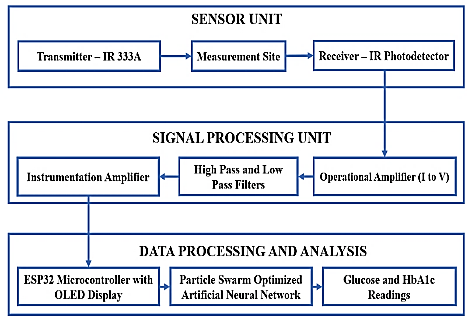 SENSOR UNIT
Transmitter – IR 333A
Measurement Site
Receiver – IR Photodetector
SIGNAL PROCESSING UNIT
Instrumentation Amplifier
High Pass and Low
Pass Filters
Operational Amplifier (I to V)
DATA PROCESSING AND ANALYSIS
ESP32 Microcontroller with
OLED Display
Particle Swarm Optimized
Artificial Neural Network
Glucose and HbA1c
Readings